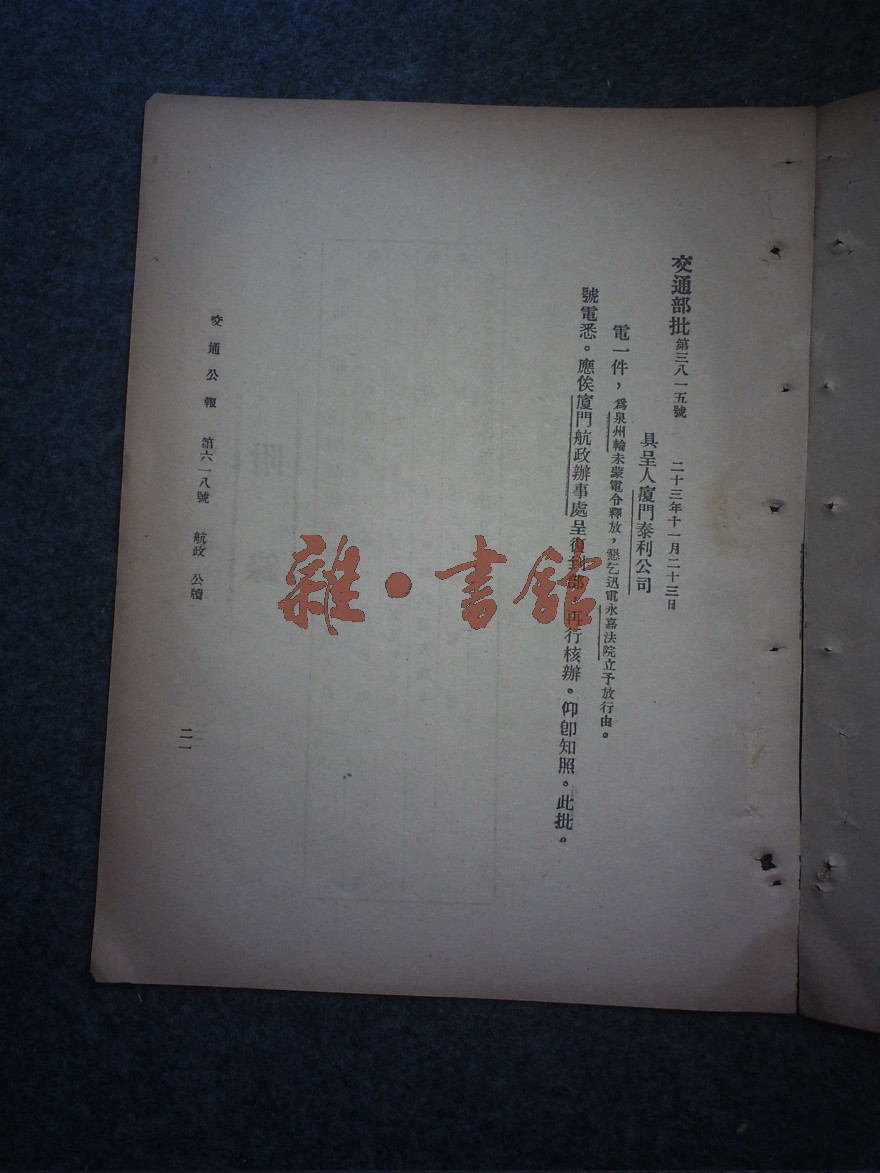 交通部批 第三八一五號 二十三年十一月二十三日
具呈人廈門泰利公司
電一件,爲泉州輪未蒙電令釋放,懇乞迅電永嘉法院立予放行由。
號電悉。應俟廈門航政辦事處呈復到部,再行核辦。仰卽知照。此批。
交通公報 第六一八號 航政 公牘
二一
雜·書館